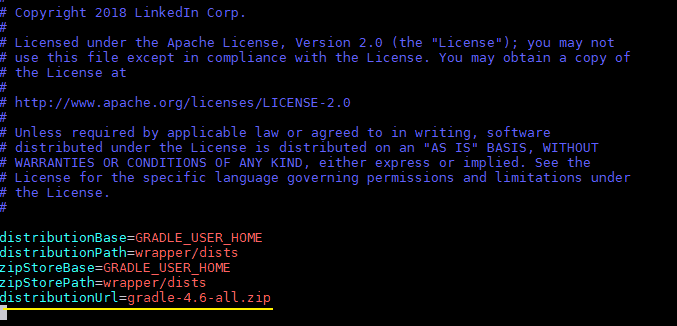 # Copyright 2018 LinkedIn Corp.
#
# Licensed under the Apache License, Version 2.0 (the "License"); you may not
# use this file except in compliance with the License. You may obtain a copy of
# the License at
#
# http://www.apache.org/licenses/LICENSE-2.0
#
# Unless required by applicable law or agreed to in writing, software
# distributed under the License is distributed on an "AS IS" BASIS, WITHOUT
# WARRANTIES OR CONDITIONS OF ANY KIND, either express or implied. See the
# License for the specific language governing permissions and limitations under
# the License.
#
distributionBase=GRADLE_USER_HOME
distributionPath=wrapper/dists
zipStoreBase=GRADLE_USER_HOME
zipStorePath=wrapper/dists
distributionUrl=gradle-4.6-all.zip